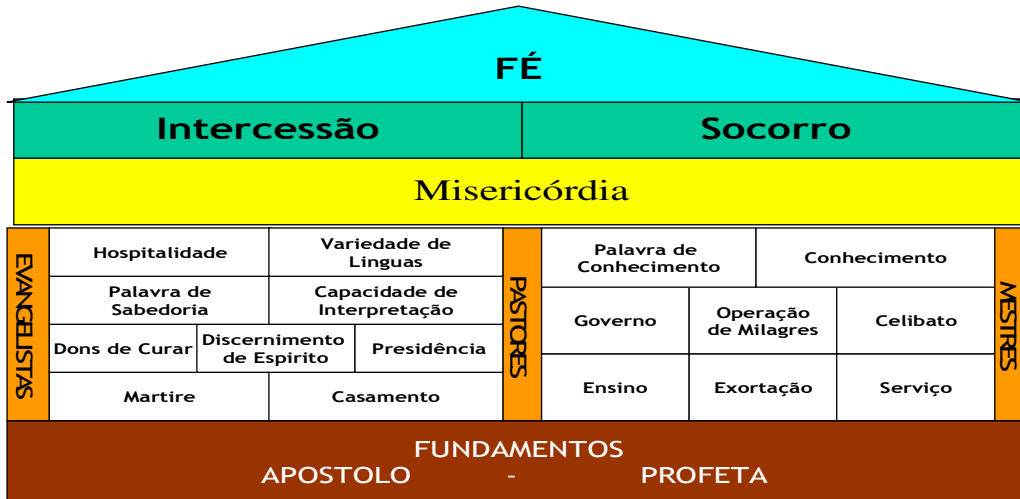 FÉ
Intercessão
Socorro
Misericórdia
EVANGELISTAS
Hospitalidade
Variedade de
Linguas
Palavra de
Sabedoria
Capacidade de
Interpretação
Dons de Curar
Discernimento
de Espirito
Presidência
Martire
Casamento
PASTORES
Palavra de
Conhecimento
Conhecimento
Governo
Operação
de Milagres
Celibato
Ensino
Exortação
Serviço
MESTRES
FUNDAMENTOS
APOSTOLO - PROFETA